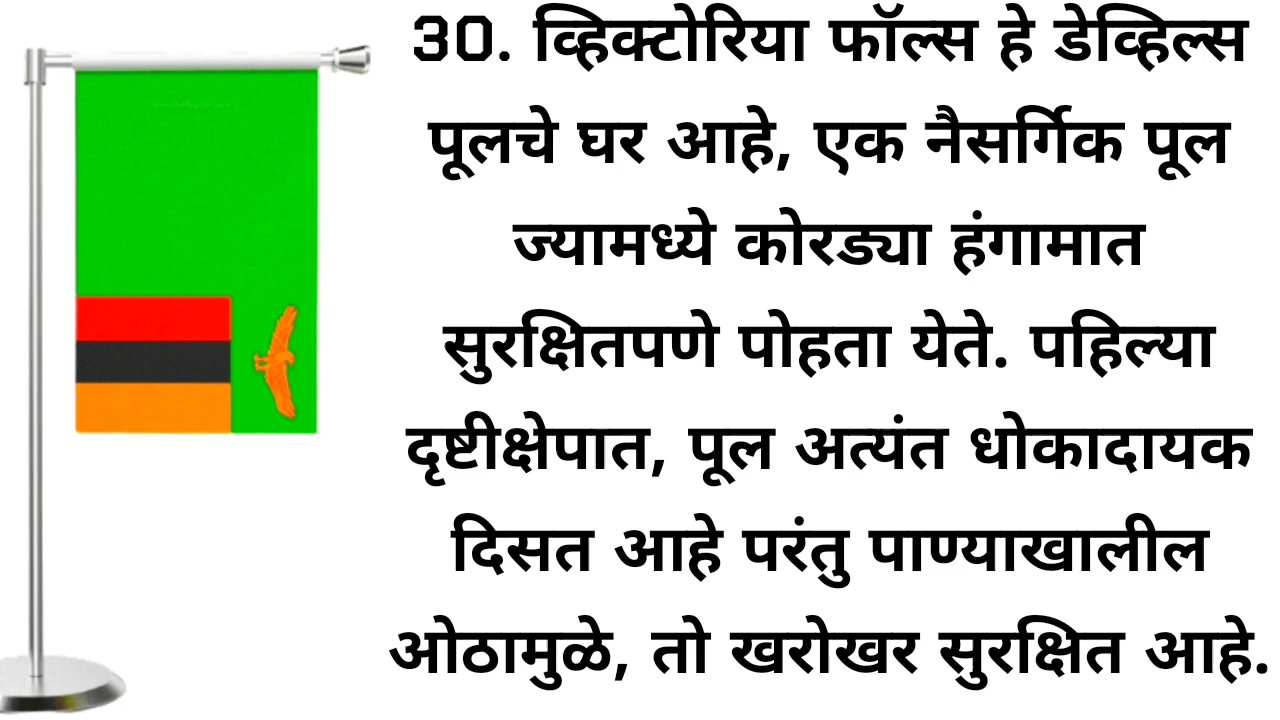 30. व्हिक्टोरिया फॉल्स हे डेव्हिल्स
पूलचे घर आहे, एक नैसर्गिक पूल
ज्यामध्ये कोरड्या हंगामात
सुरक्षितपणे पोहता येते. पहिल्या
दृष्टीक्षेपात, पूल अत्यंत धोकादायक
दिसत आहे परंतु पाण्याखालील
ओठामुळे, तो खरोखर सुरक्षित आहे.